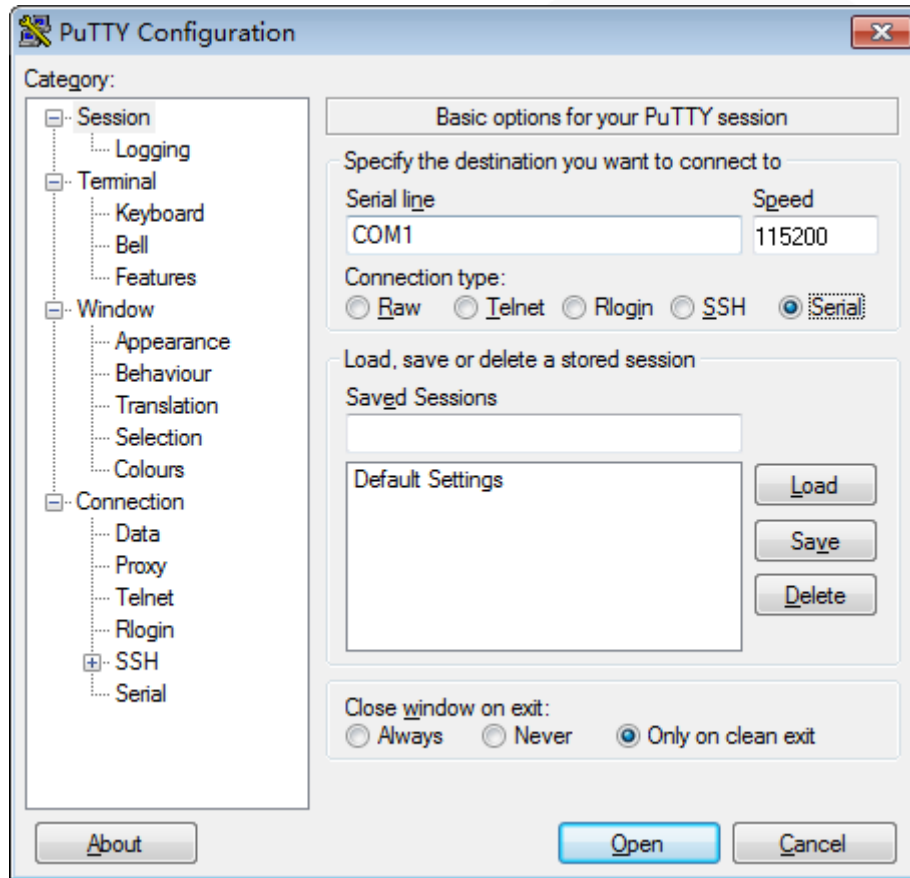 PuTTY Configuration
Category:
Session
Logging
Terminal
Keyboard
Bell
Features
Window
Appearance
Behaviour
Translation
Selection
Colours
Connection
Data
Proxy
Telnet
Rlogin
SSH
Serial
Basic options for your PuTTY session
Specify the destination you want to connect to
Serial line Speed
COM1 115200
Connection type:
Raw Telnet Rlogin SSH Serial
Load, save or delete a stored session
Saved Sessions
Default Settings
Load
Save
Delete
Close window on exit:
Always Never Only on clean exit
About Open Cancel